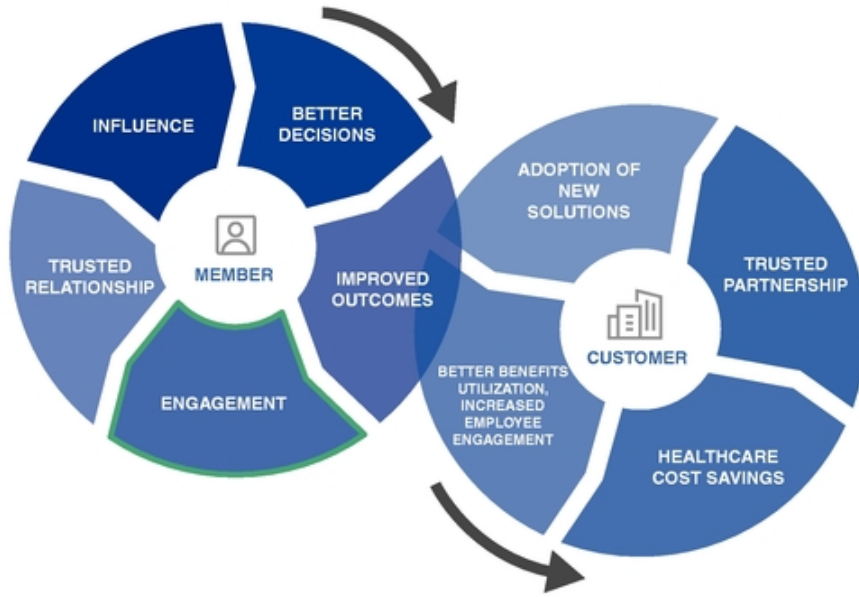 INFLUENCE
BETTER
DECISIONS
TRUSTED
RELATIONSHIP
MEMBER
IMPROVED
OUTCOMES
ENGAGEMENT
ADOPTION OF
NEW
SOLUTIONS
TRUSTED
PARTNERSHIP
CUSTOMER
BETTER BENEFITS
UTILIZATION,
INCREASED
EMPLOYEE
ENGAGEMENT
HEALTHCARE
COST SAVINGS